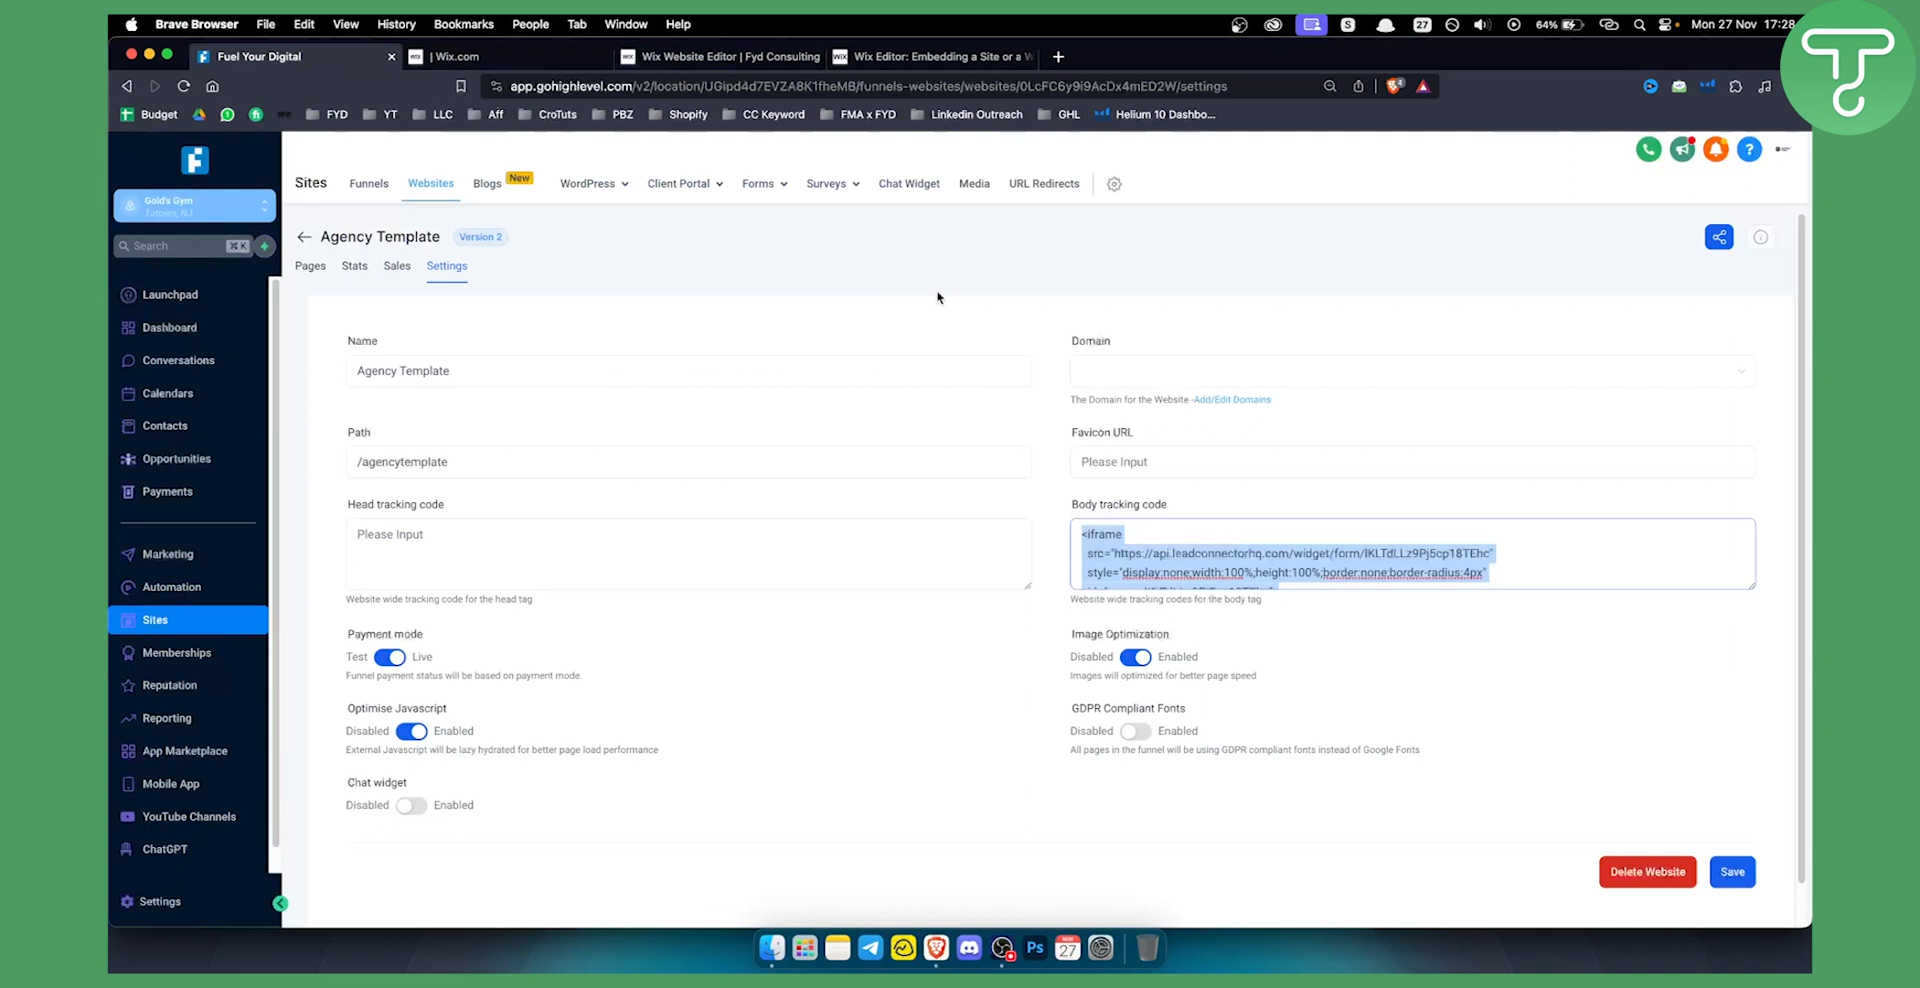 Brave Browser File Edit View History Bookmarks People Tab Window Help
27 64% Mon 27 Nov 17:28
Fuel Your Digital
| Wix.com
Wix Website Editor | Fyd Consulting
Wix Editor: Embedding a Site or a W
app.gohighlevel.com/v2/location/UGipd4d7EVZA8K1fheMB/funnels-websites/websites/0LcFC6y9i9AcDx4mED2W/settings
Budget FYD YT LLC Aff CroTuts PBZ Shopify CC Keyword FMA x FYD Linkedin Outreach GHL Helium 10 Dashbo...
Gold's Gym
Totowa, NJ
Search ⌘ K
Launchpad
Dashboard
Conversations
Calendars
Contacts
Opportunities
Payments
Marketing
Automation
Sites
Memberships
Reputation
Reporting
App Marketplace
Mobile App
YouTube Channels
ChatGPT
Settings
Sites Funnels Websites Blogs New WordPress Client Portal Forms Surveys Chat Widget Media URL Redirects
Agency Template Version 2
Pages Stats Sales Settings
Name
Agency Template
Domain
The Domain for the Website -Add/Edit Domains
Path
/agencytemplate
Favicon URL
Please Input
Head tracking code
Please Input
Website wide tracking code for the head tag
Body tracking code
<iframe
src="https://api.leadconnectorhq.com/widget/form/IKLTdLLz9Pj5cp18TEhc"
style="display:none;width:100%;height:100%;border:none;border-radius:4px"
Website wide tracking codes for the body tag
Payment mode
Test Live
Funnel payment status will be based on payment mode.
Image Optimization
Disabled Enabled
Images will optimized for better page speed
Optimise Javascript
Disabled Enabled
External Javascript will be lazy hydrated for better page load performance
GDPR Compliant Fonts
Disabled Enabled
All pages in the funnel will be using GDPR compliant fonts instead of Google Fonts
Chat widget
Disabled Enabled
Delete Website Save
Ps
NOV
27